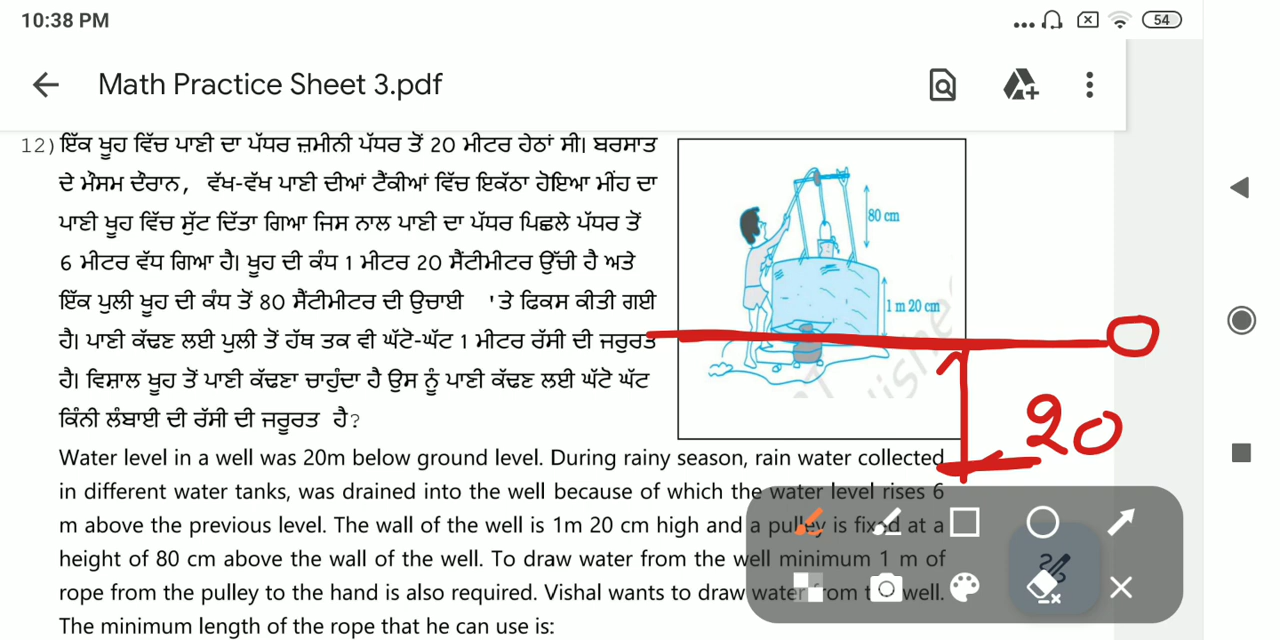 10:38 PM
54
Math Practice Sheet 3.pdf
12) ਇੱਕ ਖੂਹ ਵਿੱਚ ਪਾਣੀ ਦਾ ਪੱਧਰ ਜ਼ਮੀਨੀ ਪੱਧਰ ਤੋਂ 20 ਮੀਟਰ ਹੇਠਾਂ ਸੀ। ਬਰਸਾਤ
ਦੇ ਮੌਸਮ ਦੌਰਾਨ, ਵੱਖ-ਵੱਖ ਪਾਣੀ ਦੀਆਂ ਟੈਂਕੀਆਂ ਵਿੱਚ ਇਕੱਠਾ ਹੋਇਆ ਮੀਂਹ ਦਾ
ਪਾਣੀ ਖੂਹ ਵਿੱਚ ਸੁੱਟ ਦਿੱਤਾ ਗਿਆ ਜਿਸ ਨਾਲ ਪਾਣੀ ਦਾ ਪੱਧਰ ਪਿਛਲੇ ਪੱਧਰ ਤੋਂ
6 ਮੀਟਰ ਵੱਧ ਗਿਆ ਹੈ। ਖੂਹ ਦੀ ਕੰਧ 1 ਮੀਟਰ 20 ਸੈਂਟੀਮੀਟਰ ਉੱਚੀ ਹੈ ਅਤੇ
ਇੱਕ ਪੁਲੀ ਖੂਹ ਦੀ ਕੰਧ ਤੋਂ 80 ਸੈਂਟੀਮੀਟਰ ਦੀ ਉਚਾਈ 'ਤੇ ਫਿਕਸ ਕੀਤੀ ਗਈ
ਹੈ। ਪਾਣੀ ਕੱਢਣ ਲਈ ਪੁਲੀ ਤੋਂ ਹੱਥ ਤਕ ਵੀ ਘੱਟੋ-ਘੱਟ 1 ਮੀਟਰ ਰੱਸੀ ਦੀ ਜਰੁਰਤ
ਹੈ। ਵਿਸ਼ਾਲ ਖੂਹ ਤੋਂ ਪਾਣੀ ਕੱਢਣਾ ਚਾਹੁੰਦਾ ਹੈ ਉਸ ਨੂੰ ਪਾਣੀ ਕੱਢਣ ਲਈ ਘੱਟੋ ਘੱਟ
ਕਿੰਨੀ ਲੰਬਾਈ ਦੀ ਰੱਸੀ ਦੀ ਜਰੂਰਤ ਹੈ?
80 cm
1 m 20 cm
0
20
Water level in a well was 20m below ground level. During rainy season, rain water collected
in different water tanks, was drained into the well because of which the water level rises 6
m above the previous level. The wall of the well is 1m 20 cm high and a pulley is fixed at a
height of 80 cm above the wall of the well. To draw water from the well minimum 1 m of
rope from the pulley to the hand is also required. Vishal wants to draw water from the well.
The minimum length of the rope that he can use is: